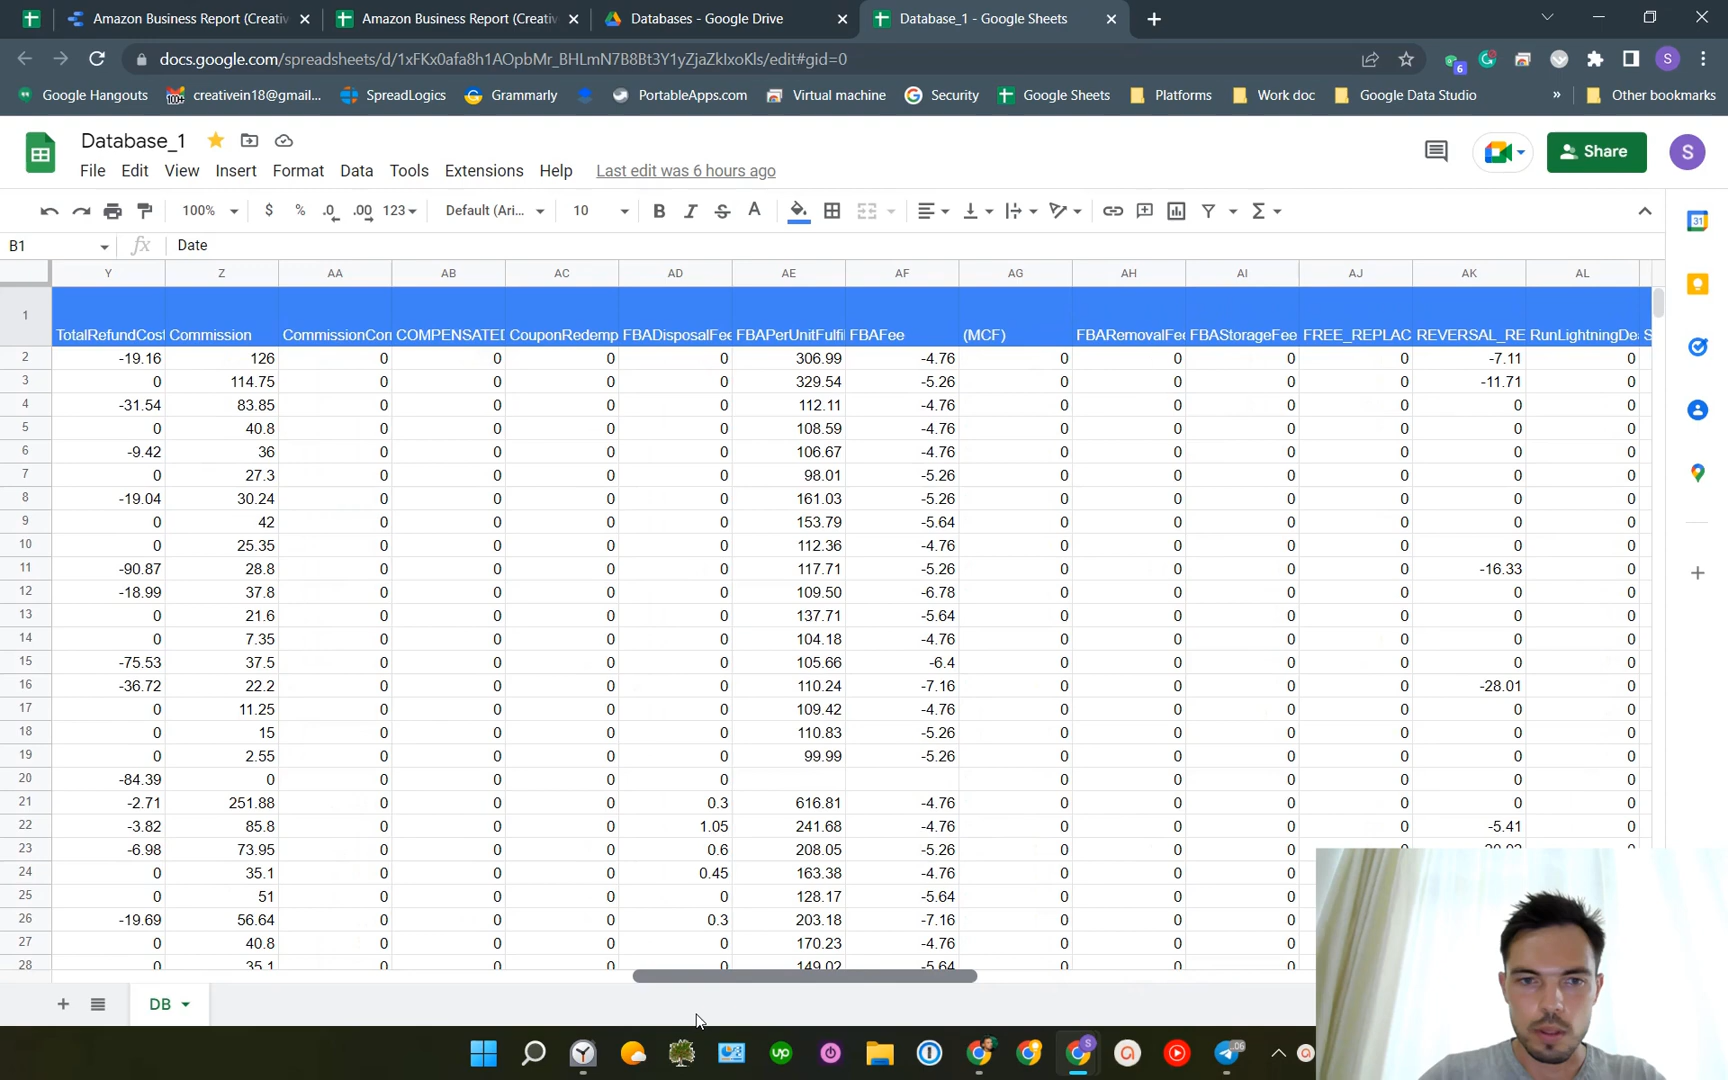 Amazon Business Report (Creativ
Amazon Business Report (Creativ
Databases - Google Drive
Database_1 - Google Sheets
docs.google.com/spreadsheets/d/1xFKx0afa8h1AOpbMr_BHLmN7B8Bt3Y1yZjaZkIxoKls/edit#gid=0
6
S
Google Hangouts
creativein18@gmail...
SpreadLogics
Grammarly
PortableApps.com
Virtual machine
Security
Google Sheets
Platforms
Work doc
Google Data Studio
»
Other bookmarks
Database_1
Share
S
File Edit View Insert Format Data Tools Extensions Help Last edit was 6 hours ago
100% $ % .0 .00 123 Default (Ari... 10 B I S A
B1 fx Date
Y Z AA AB AC AD AE AF AG AH AI AJ AK AL
1 TotalRefundCost Commission CommissionCorr COMPENSATED CouponRedemp FBADisposalFee FBAPerUnitFulfi FBAFee (MCF) FBARemovalFee FBAStorageFee FREE_REPLAC REVERSAL_RE RunLightningDe S
2 -19.16 126 0 0 0 0 306.99 -4.76 0 0 0 0 -7.11 0
3 0 114.75 0 0 0 0 329.54 -5.26 0 0 0 0 -11.71 0
4 -31.54 83.85 0 0 0 0 112.11 -4.76 0 0 0 0 0 0
5 0 40.8 0 0 0 0 108.59 -4.76 0 0 0 0 0 0
6 -9.42 36 0 0 0 0 106.67 -4.76 0 0 0 0 0 0
7 0 27.3 0 0 0 0 98.01 -5.26 0 0 0 0 0 0
8 -19.04 30.24 0 0 0 0 161.03 -5.26 0 0 0 0 0 0
9 0 42 0 0 0 0 153.79 -5.64 0 0 0 0 0 0
10 0 25.35 0 0 0 0 112.36 -4.76 0 0 0 0 0 0
11 -90.87 28.8 0 0 0 0 117.71 -5.26 0 0 0 0 -16.33 0
12 -18.99 37.8 0 0 0 0 109.50 -6.78 0 0 0 0 0 0
13 0 21.6 0 0 0 0 137.71 -5.64 0 0 0 0 0 0
14 0 7.35 0 0 0 0 104.18 -4.76 0 0 0 0 0 0
15 -75.53 37.5 0 0 0 0 105.66 -6.4 0 0 0 0 0 0
16 -36.72 22.2 0 0 0 0 110.24 -7.16 0 0 0 0 -28.01 0
17 0 11.25 0 0 0 0 109.42 -4.76 0 0 0 0 0 0
18 0 15 0 0 0 0 110.83 -5.26 0 0 0 0 0 0
19 0 2.55 0 0 0 0 99.99 -5.26 0 0 0 0 0 0
20 -84.39 0 0 0 0 0 0 0 0 0 0 0
21 -2.71 251.88 0 0 0 0.3 616.81 -4.76 0 0 0 0 0 0
22 -3.82 85.8 0 0 0 1.05 241.68 -4.76 0 0 0 0 -5.41 0
23 -6.98 73.95 0 0 0 0.6 208.05 -5.26 0 0 0 0
24 0 35.1 0 0 0 0.45 163.38 -4.76 0 0 0
25 0 51 0 0 0 0 128.17 -5.64 0 0 0
26 -19.69 56.64 0 0 0 0.3 203.18 -7.16 0 0 0
27 0 40.8 0 0 0 0 170.23 -4.76 0 0 0
28 0 35.1 0 0 0 0 149.02 -5.64 0 0 0
DB